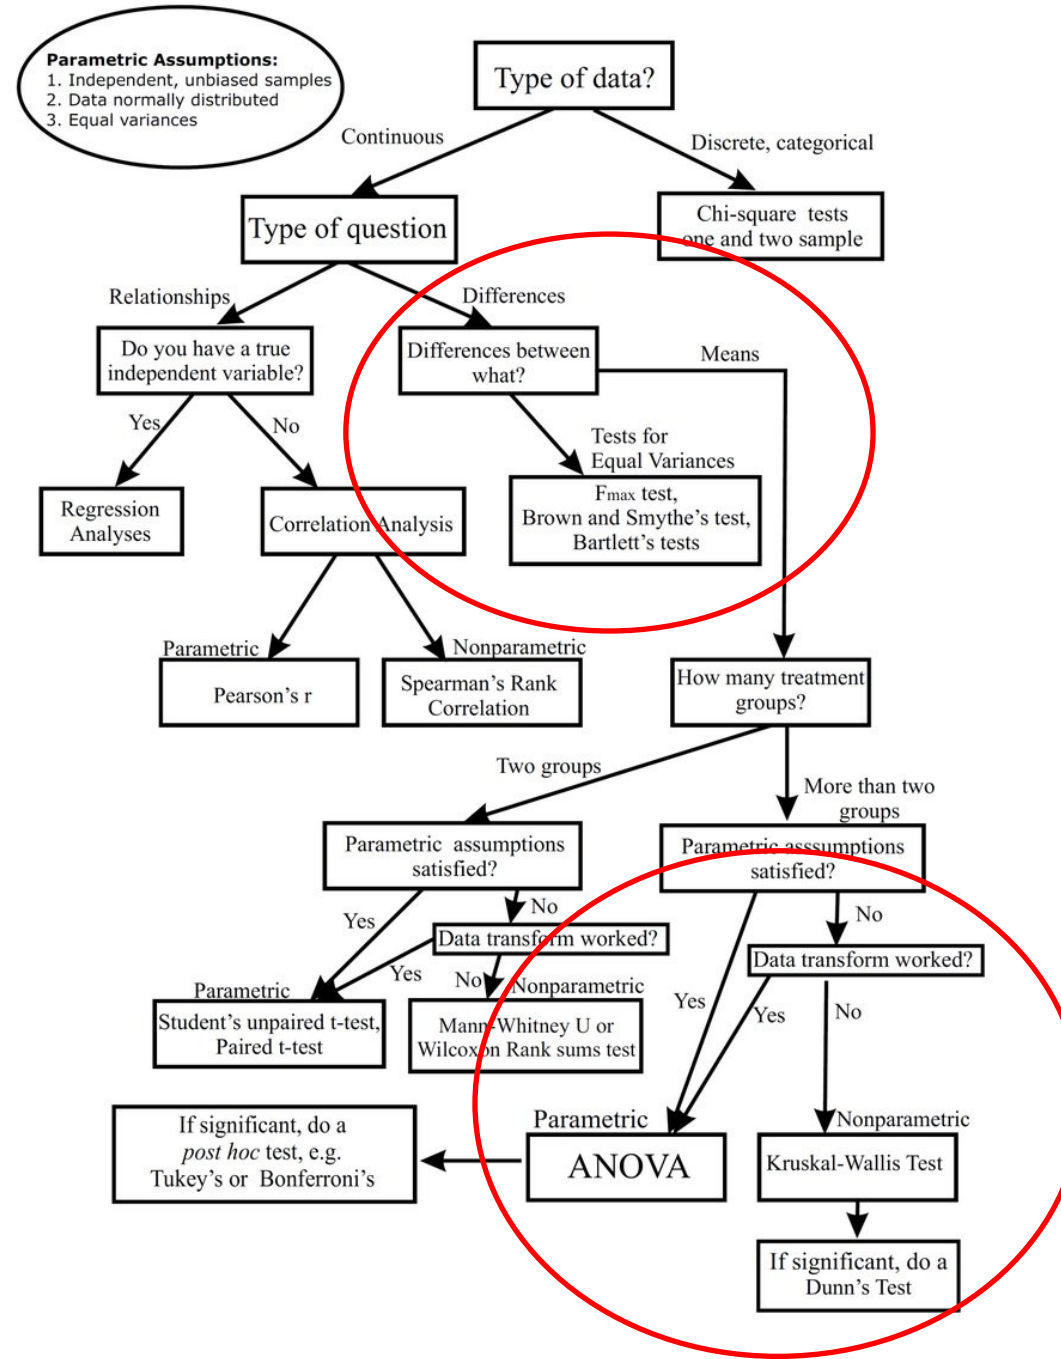 Parametric Assumptions:
1. Independent, unbiased samples
2. Data normally distributed
3. Equal variances
Type of data?
Continuous
Discrete, categorical
Type of question
Chi-square tests
one and two sample
Relationships
Differences
Do you have a true
independent variable?
Differences between
what?
Means
Yes
No
Tests for
Equal Variances
Regression
Analyses
Correlation Analysis
Fmax test,
Brown and Smythe's test,
Bartlett's tests
Parametric
Nonparametric
Pearson's r
Spearman's Rank
Correlation
How many treatment
groups?
Two groups
More than two
groups
Parametric assumptions
satisfied?
Parametric asssumptions
satisfied?
Yes
No
Data transform worked?
Yes
No
Parametric
Nonparametric
Student's unpaired t-test,
Paired t-test
Mann-Whitney U or
Wilcoxon Rank sums test
No
Data transform worked?
Yes
Yes
No
Parametric
Nonparametric
If significant, do a
post hoc test, e.g.
Tukey's or Bonferroni's
ANOVA
Kruskal-Wallis Test
If significant, do a
Dunn's Test